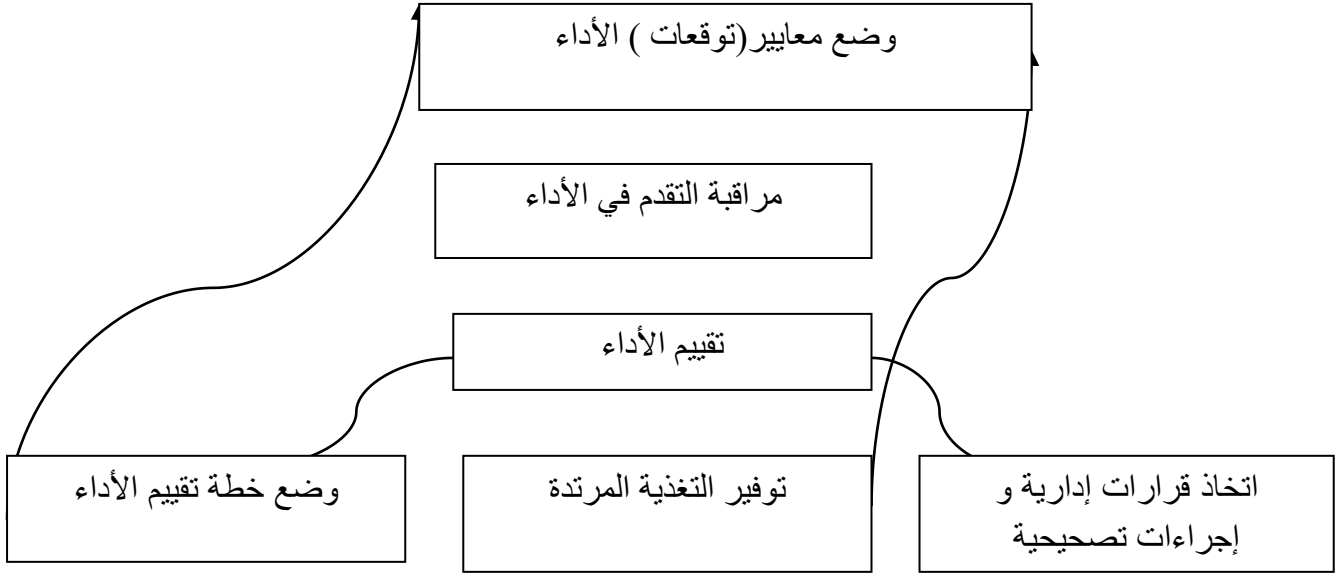 وضع معايير(توقعات ) الأداء
مراقبة التقدم في الأداء
تقييم الأداء
اتخاذ قرارات إدارية و
إجراءات تصحيحية
توفير التغذية المرتدة
وضع خطة تقييم الأداء